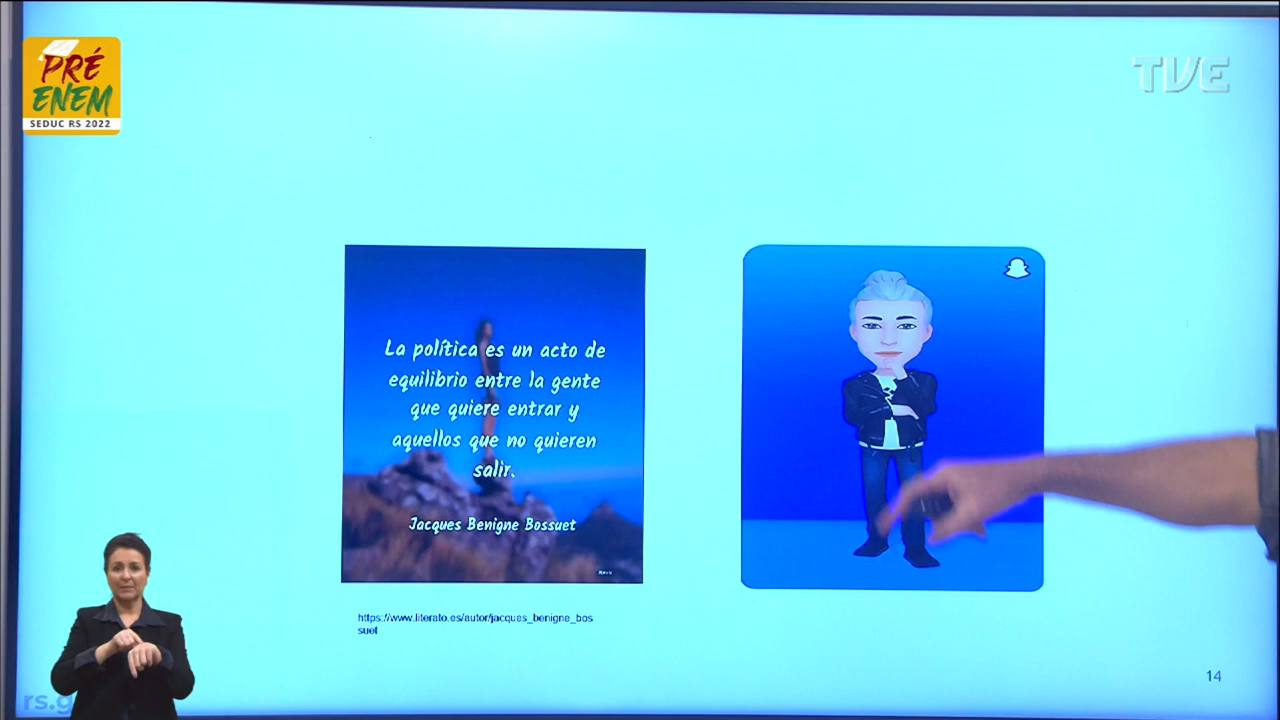 PRÉ
ENEM
SEDUC RS 2022
TVE
La política es un acto de
equilibrio entre la gente
que quiere entrar y
aquellos que no quieren
salir.
Jacques Benigne Bossuet
https://www.literato.es/autor/jacques_benigne_bos
suet
14
rs.g